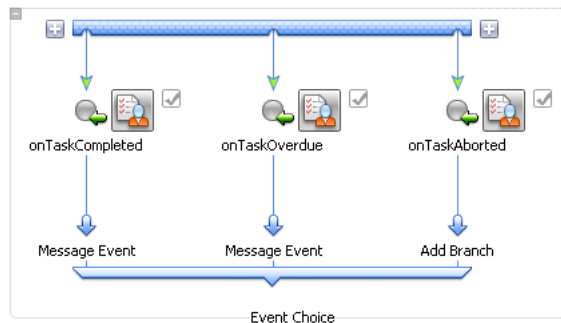 onTaskCompleted onTaskOverdue onTaskAborted
Message Event Message Event Add Branch
Event Choice